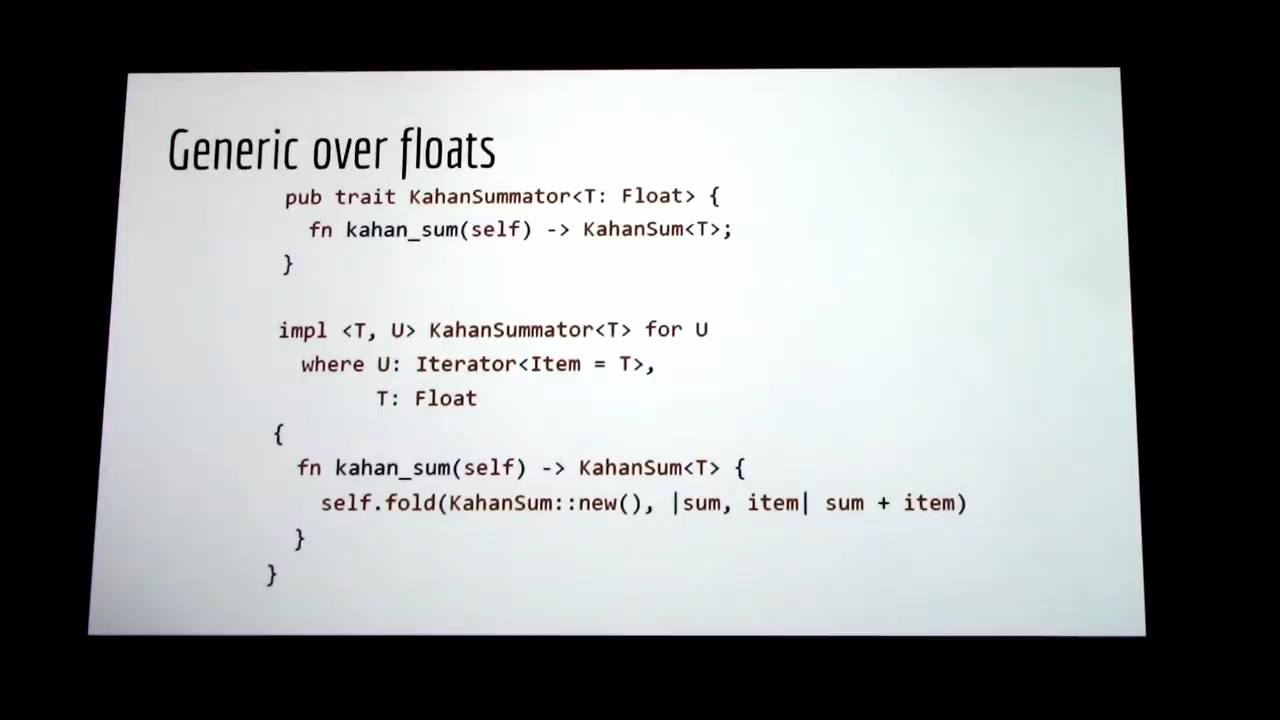 Generic over floats
pub trait KahanSummator<T: Float> {
fn kahan_sum(self) -> KahanSum<T>;
}
impl <T, U> KahanSummator<T> for U
where U: Iterator<Item = T>,
T: Float
{
fn kahan_sum(self) -> KahanSum<T> {
self.fold(KahanSum::new(), |sum, item| sum + item)
}
}